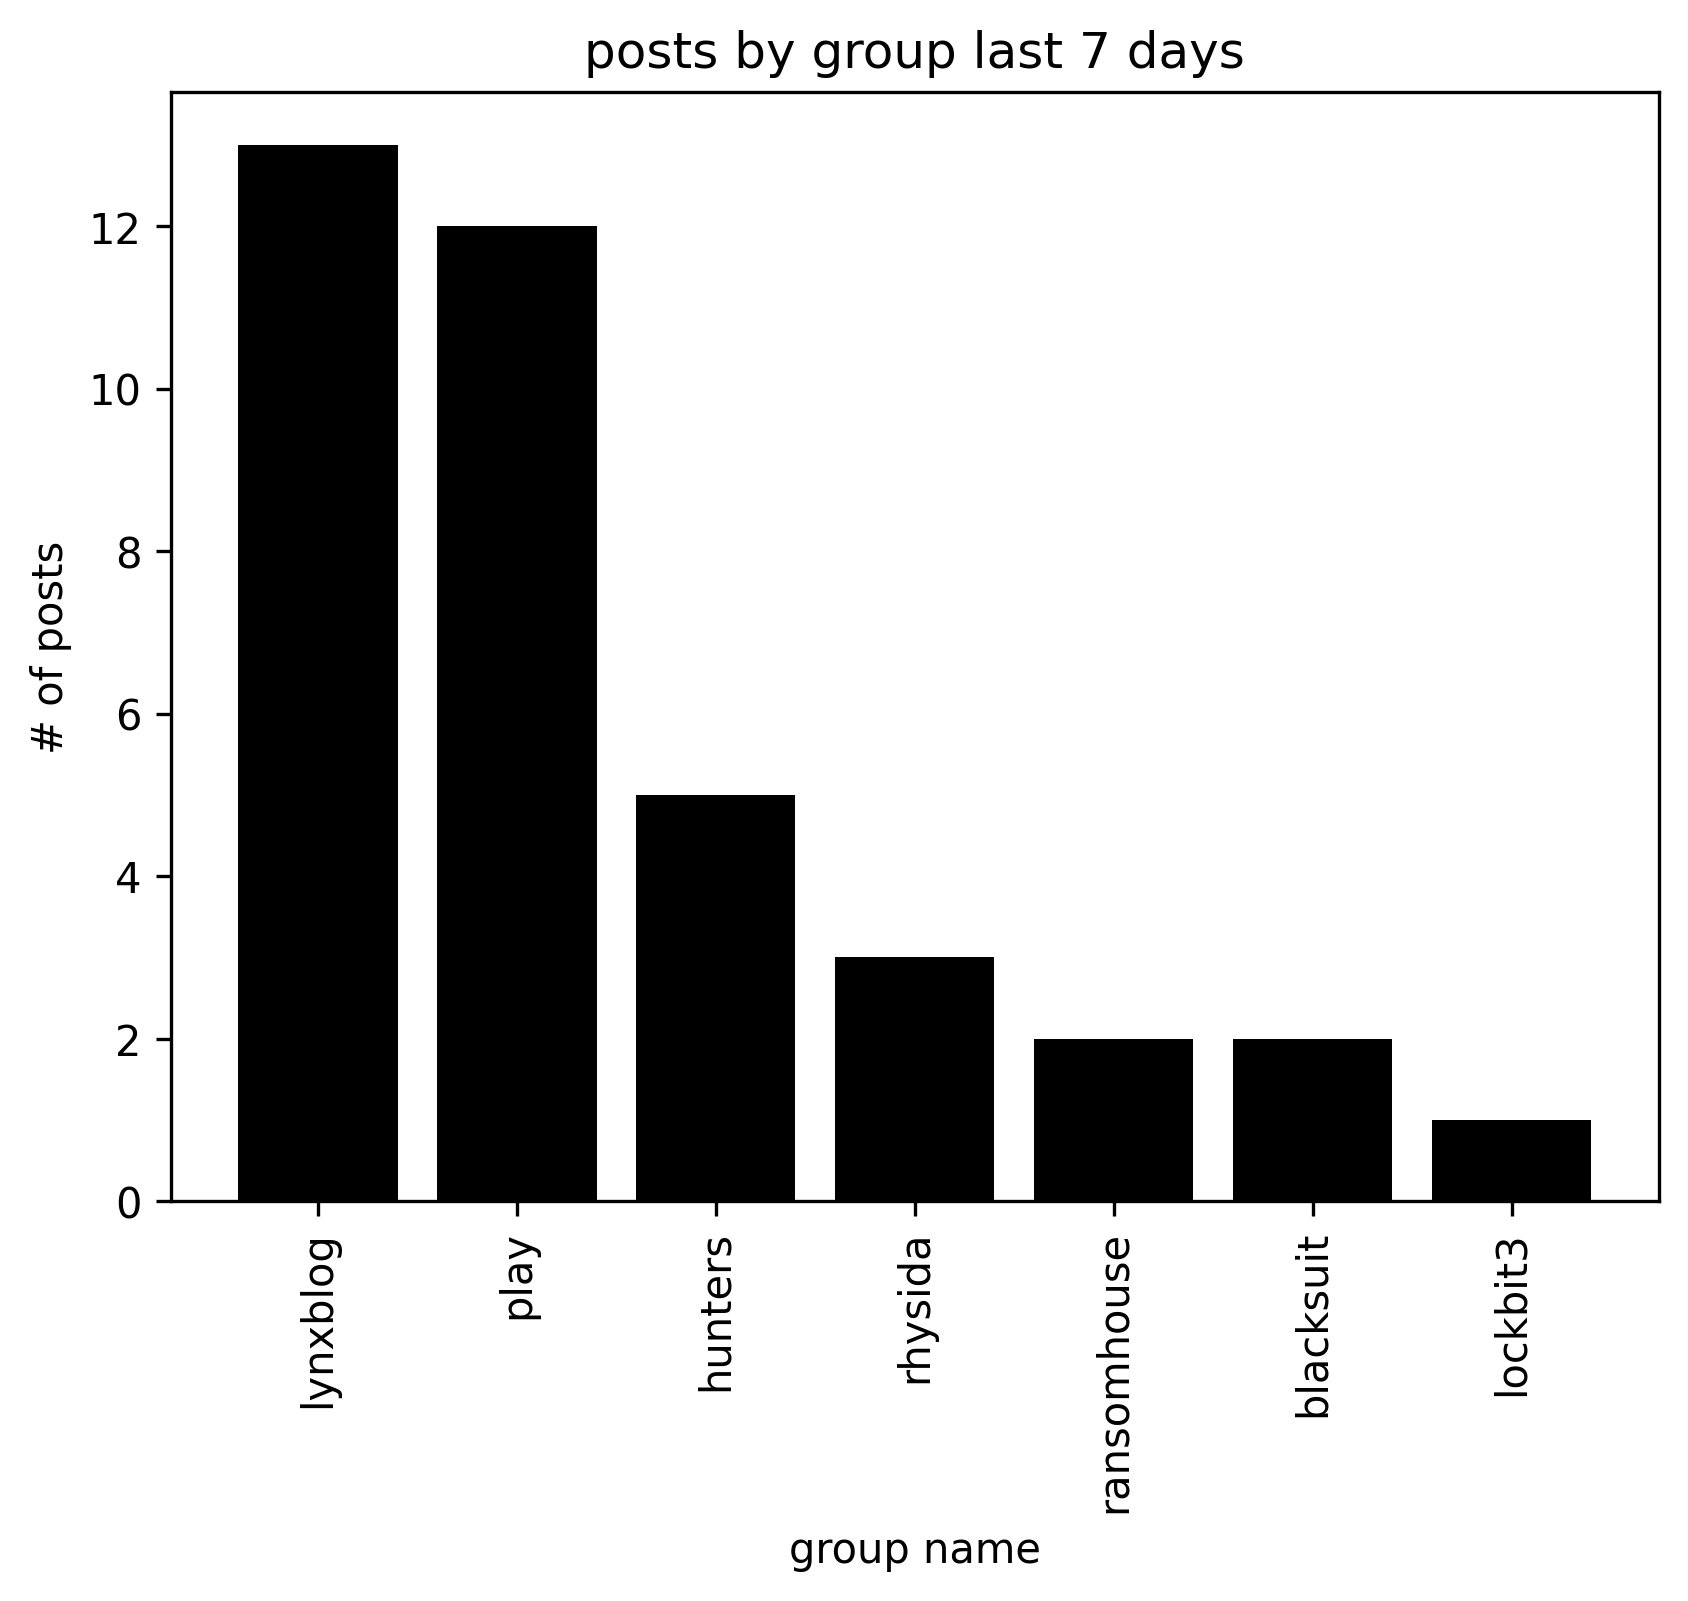 posts by group last 7 days
# of posts
12
10
8
6
4
2
0
lynxblog
play
hunters
rhysida
ransomhouse
blacksuit
lockbit3
group name